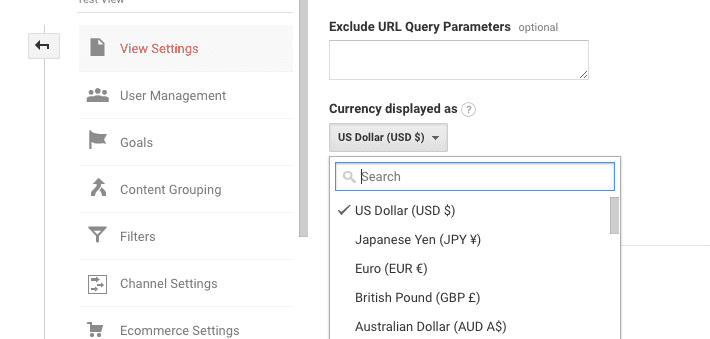 Test View
View Settings
User Management
Goals
Content Grouping
Filters
Channel Settings
Ecommerce Settings
Exclude URL Query Parameters optional
Currency displayed as ?
US Dollar (USD $)
Search
US Dollar (USD $)
Japanese Yen (JPY ¥)
Euro (EUR €)
British Pound (GBP £)
Australian Dollar (AUD A$)